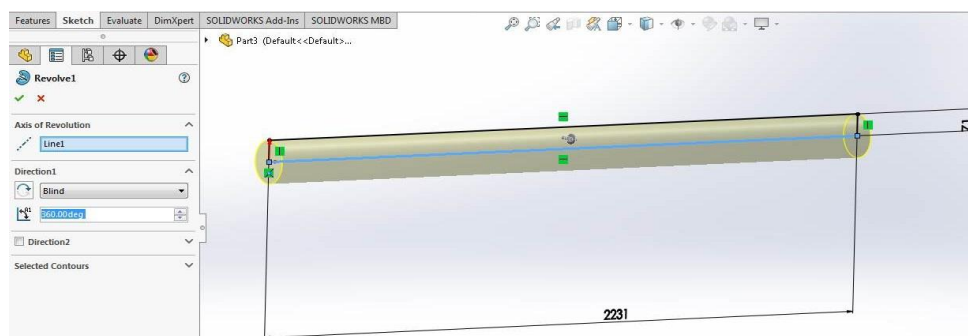 Features Sketch Evaluate DimXpert SOLIDWORKS Add-Ins SOLIDWORKS MBD
Part3 (Default<<Default>...
Revolve1
Axis of Revolution
Line1
Direction1
Blind
360.00deg
Direction2
Selected Contours
2231